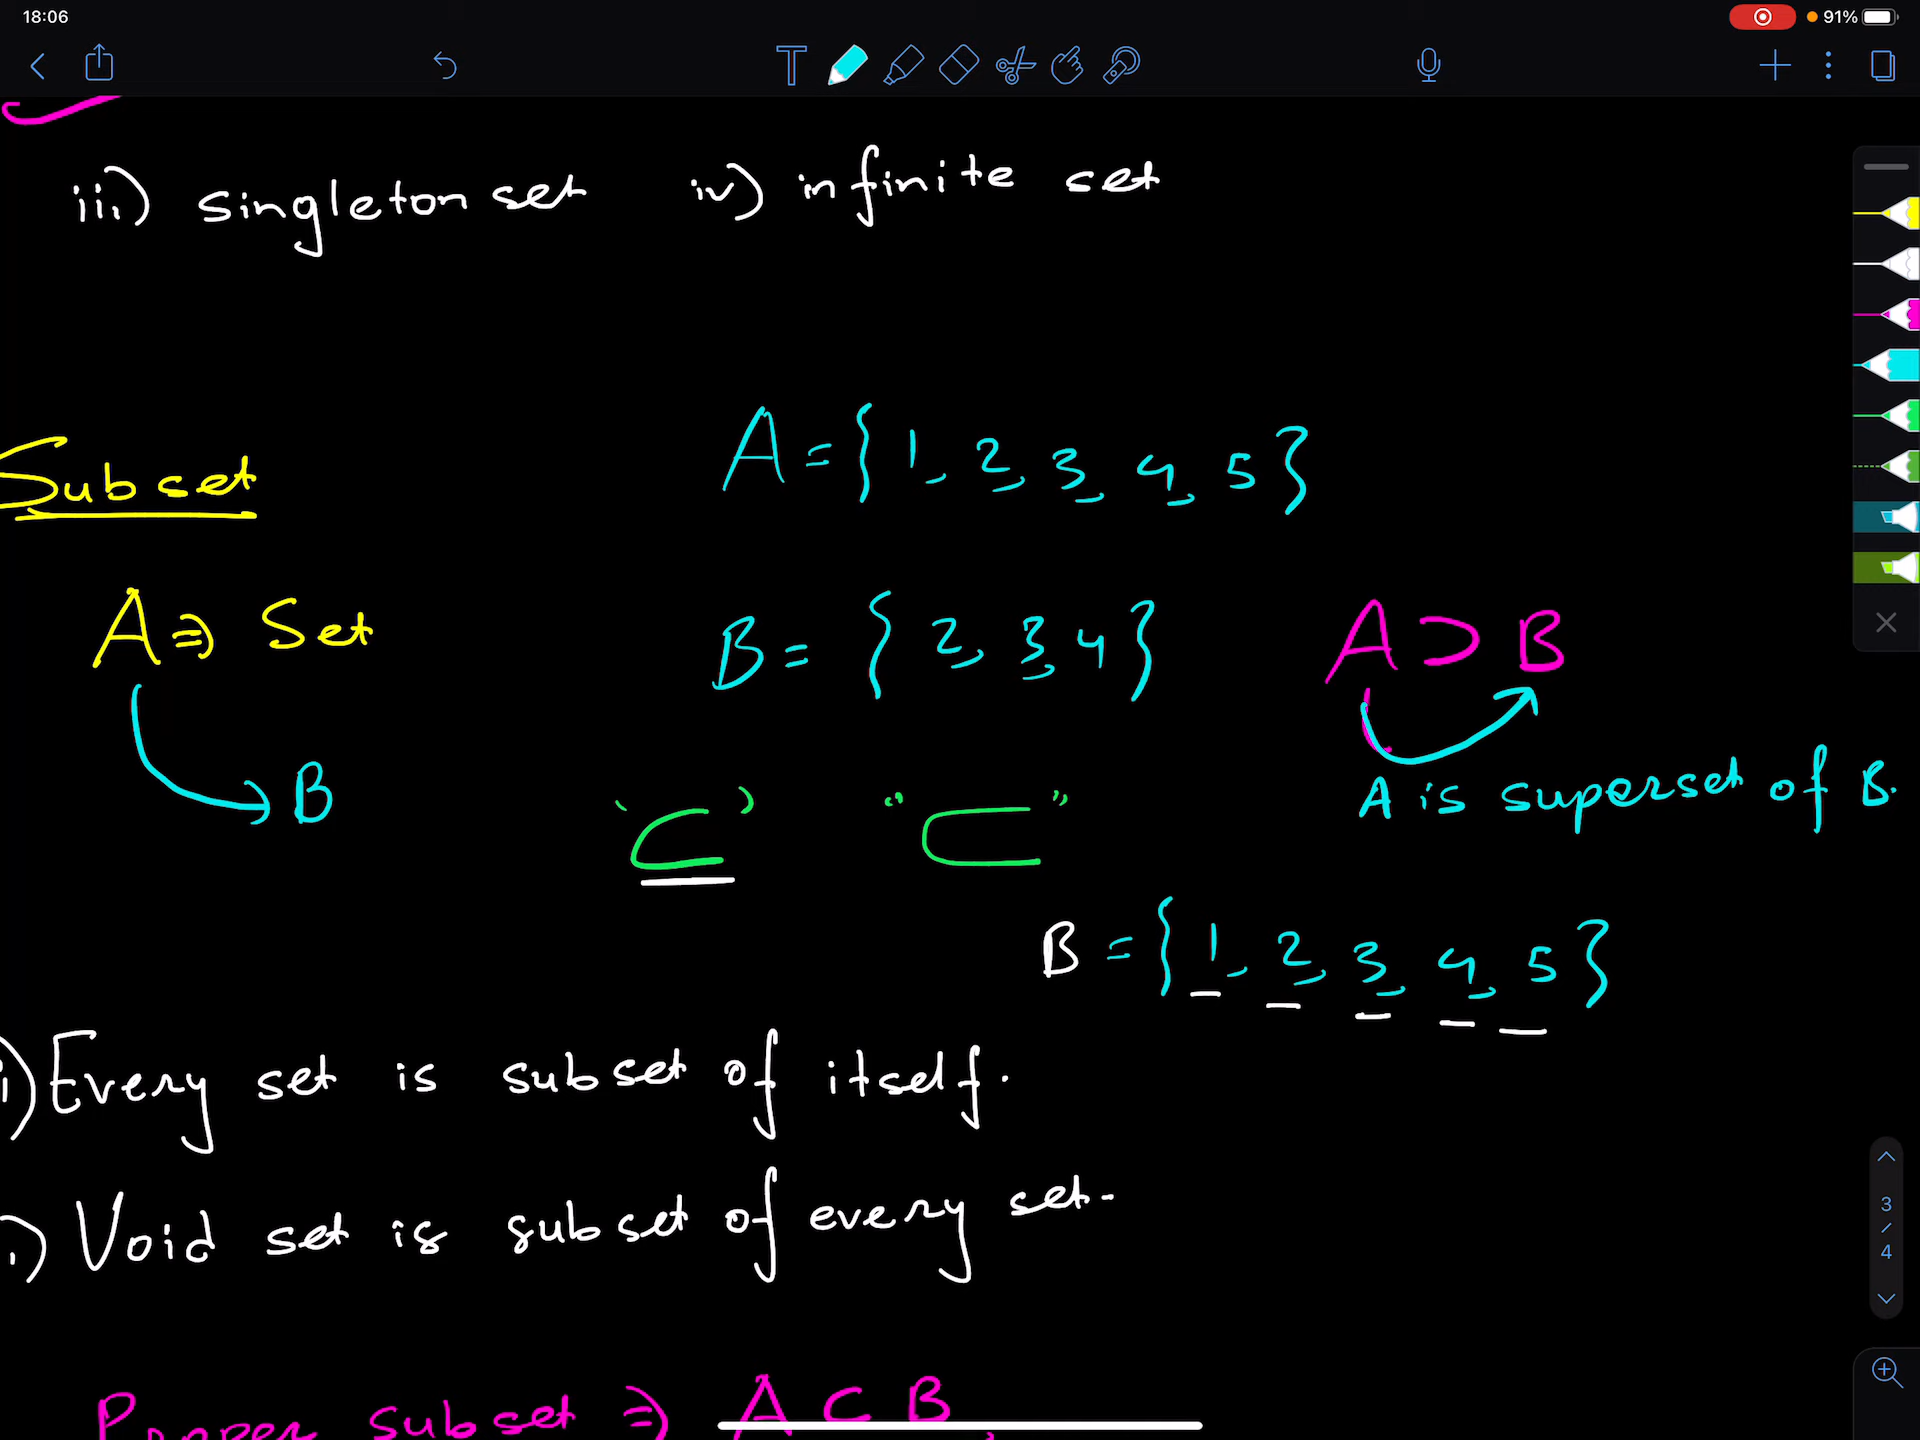 18:06
91%
iii) singleton set iv) infinite set
A = { 1, 2, 3, 4, 5 }
Subset
A ⇒ Set
B = { 2, 3, 4 }
A ⊃ B
B
A is superset of B.
'⊆' "⊂"
B = { 1, 2, 3, 4, 5 }
i) Every set is subset of itself.
i) Void set is subset of every set.
Proper subset ⇒ A ⊂ B
3
/
4